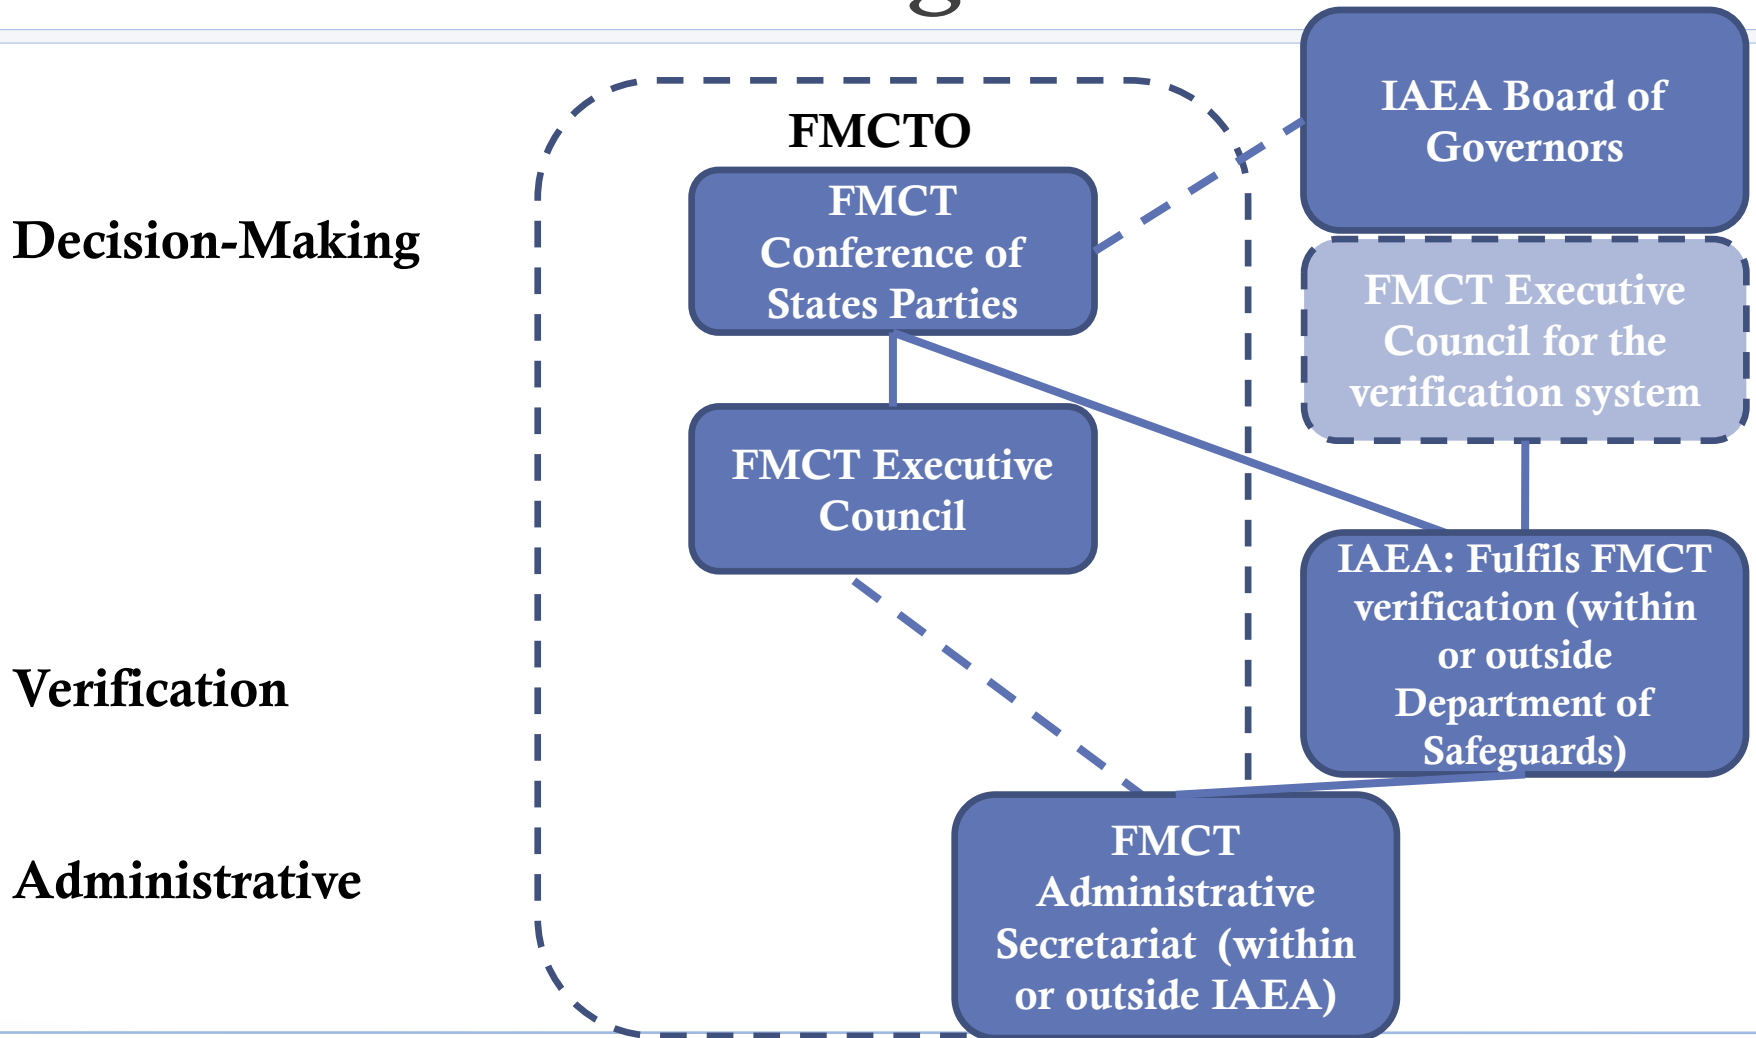 FMCTO
IAEA Board of
Governors
Decision-Making
FMCT
Conference of
States Parties
FMCT Executive
Council for the
verification system
FMCT Executive
Council
IAEA: Fulfils FMCT
verification (within
or outside
Department of
Safeguards)
Verification
Administrative
FMCT
Administrative
Secretariat (within
or outside IAEA)